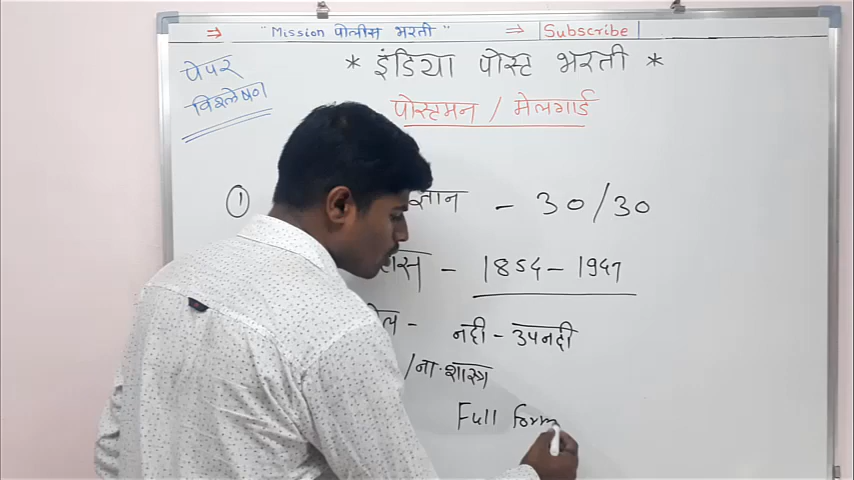 ⇒ "Mission पोलीस भरती" ⇒ Subscribe
पेपर
विश्लेषण
* इंडिया पोस्ट भरती *
पोस्टमन / मेलगार्ड
① - 30/30
- 1854 - 1947
- नदी - उपनदी
/ना.शास्त्र
Full form